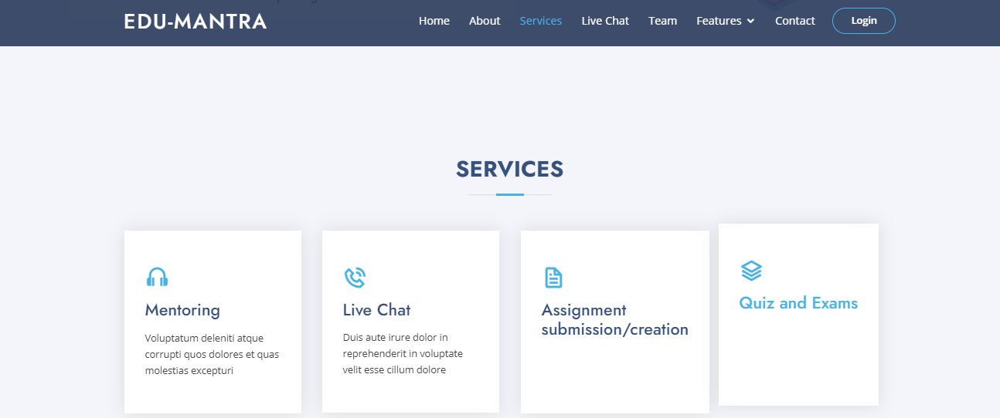 EDU-MANTRA
Home About Services Live Chat Team Features Contact Login
SERVICES
Mentoring
Voluptatum deleniti atque
corrupti quos dolores et quas
molestias excepturi
Live Chat
Duis aute irure dolor in
reprehenderit in voluptate
velit esse cillum dolore
Assignment
submission/creation
Quiz and Exams